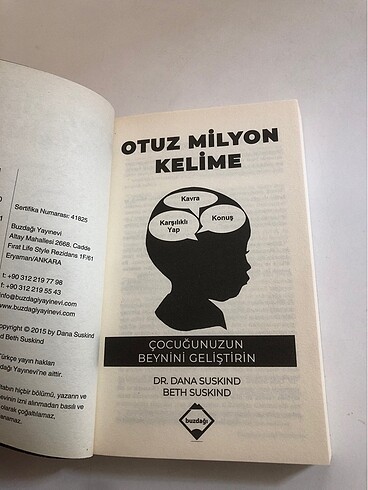 Sertifika Numarası: 41825
Buzdağı Yayınevi
Altay Mahallesi 2668. Cadde
Fırat Life Style Rezidans 1F/61
Eryaman/ANKARA
t: +90 312 219 77 98
f: +90 312 219 55 43
info@buzdagiyayinevi.com
www.buzdagiyayinevi.com
opyright © 2015 by Dana Suskind
nd Beth Suskind
Türkçe yayın hakları
dağı Yayınevi'ne aittir.
itabın hiçbir bölümü, yazarın ve
evinin izni alınmadan basılı ve
olarak çoğaltılamaz,
anamaz.
OTUZ MİLYON
KELİME
Kavra
Karşılıklı
Yap
Konuş
ÇOCUĞUNUZUN
BEYNİNİ GELİŞTİRİN
DR. DANA SUSKIND
BETH SUSKIND
buzdağı